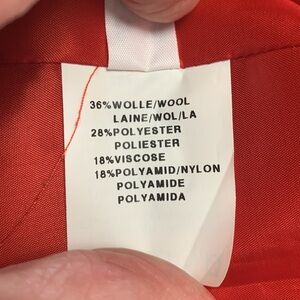 36%WOLLE/WOOL
LAINE/WOL/LA
28%POLYESTER
POLIESTER
18%VISCOSE
18%POLYAMID/NYLON
POLYAMIDE
POLYAMIDA